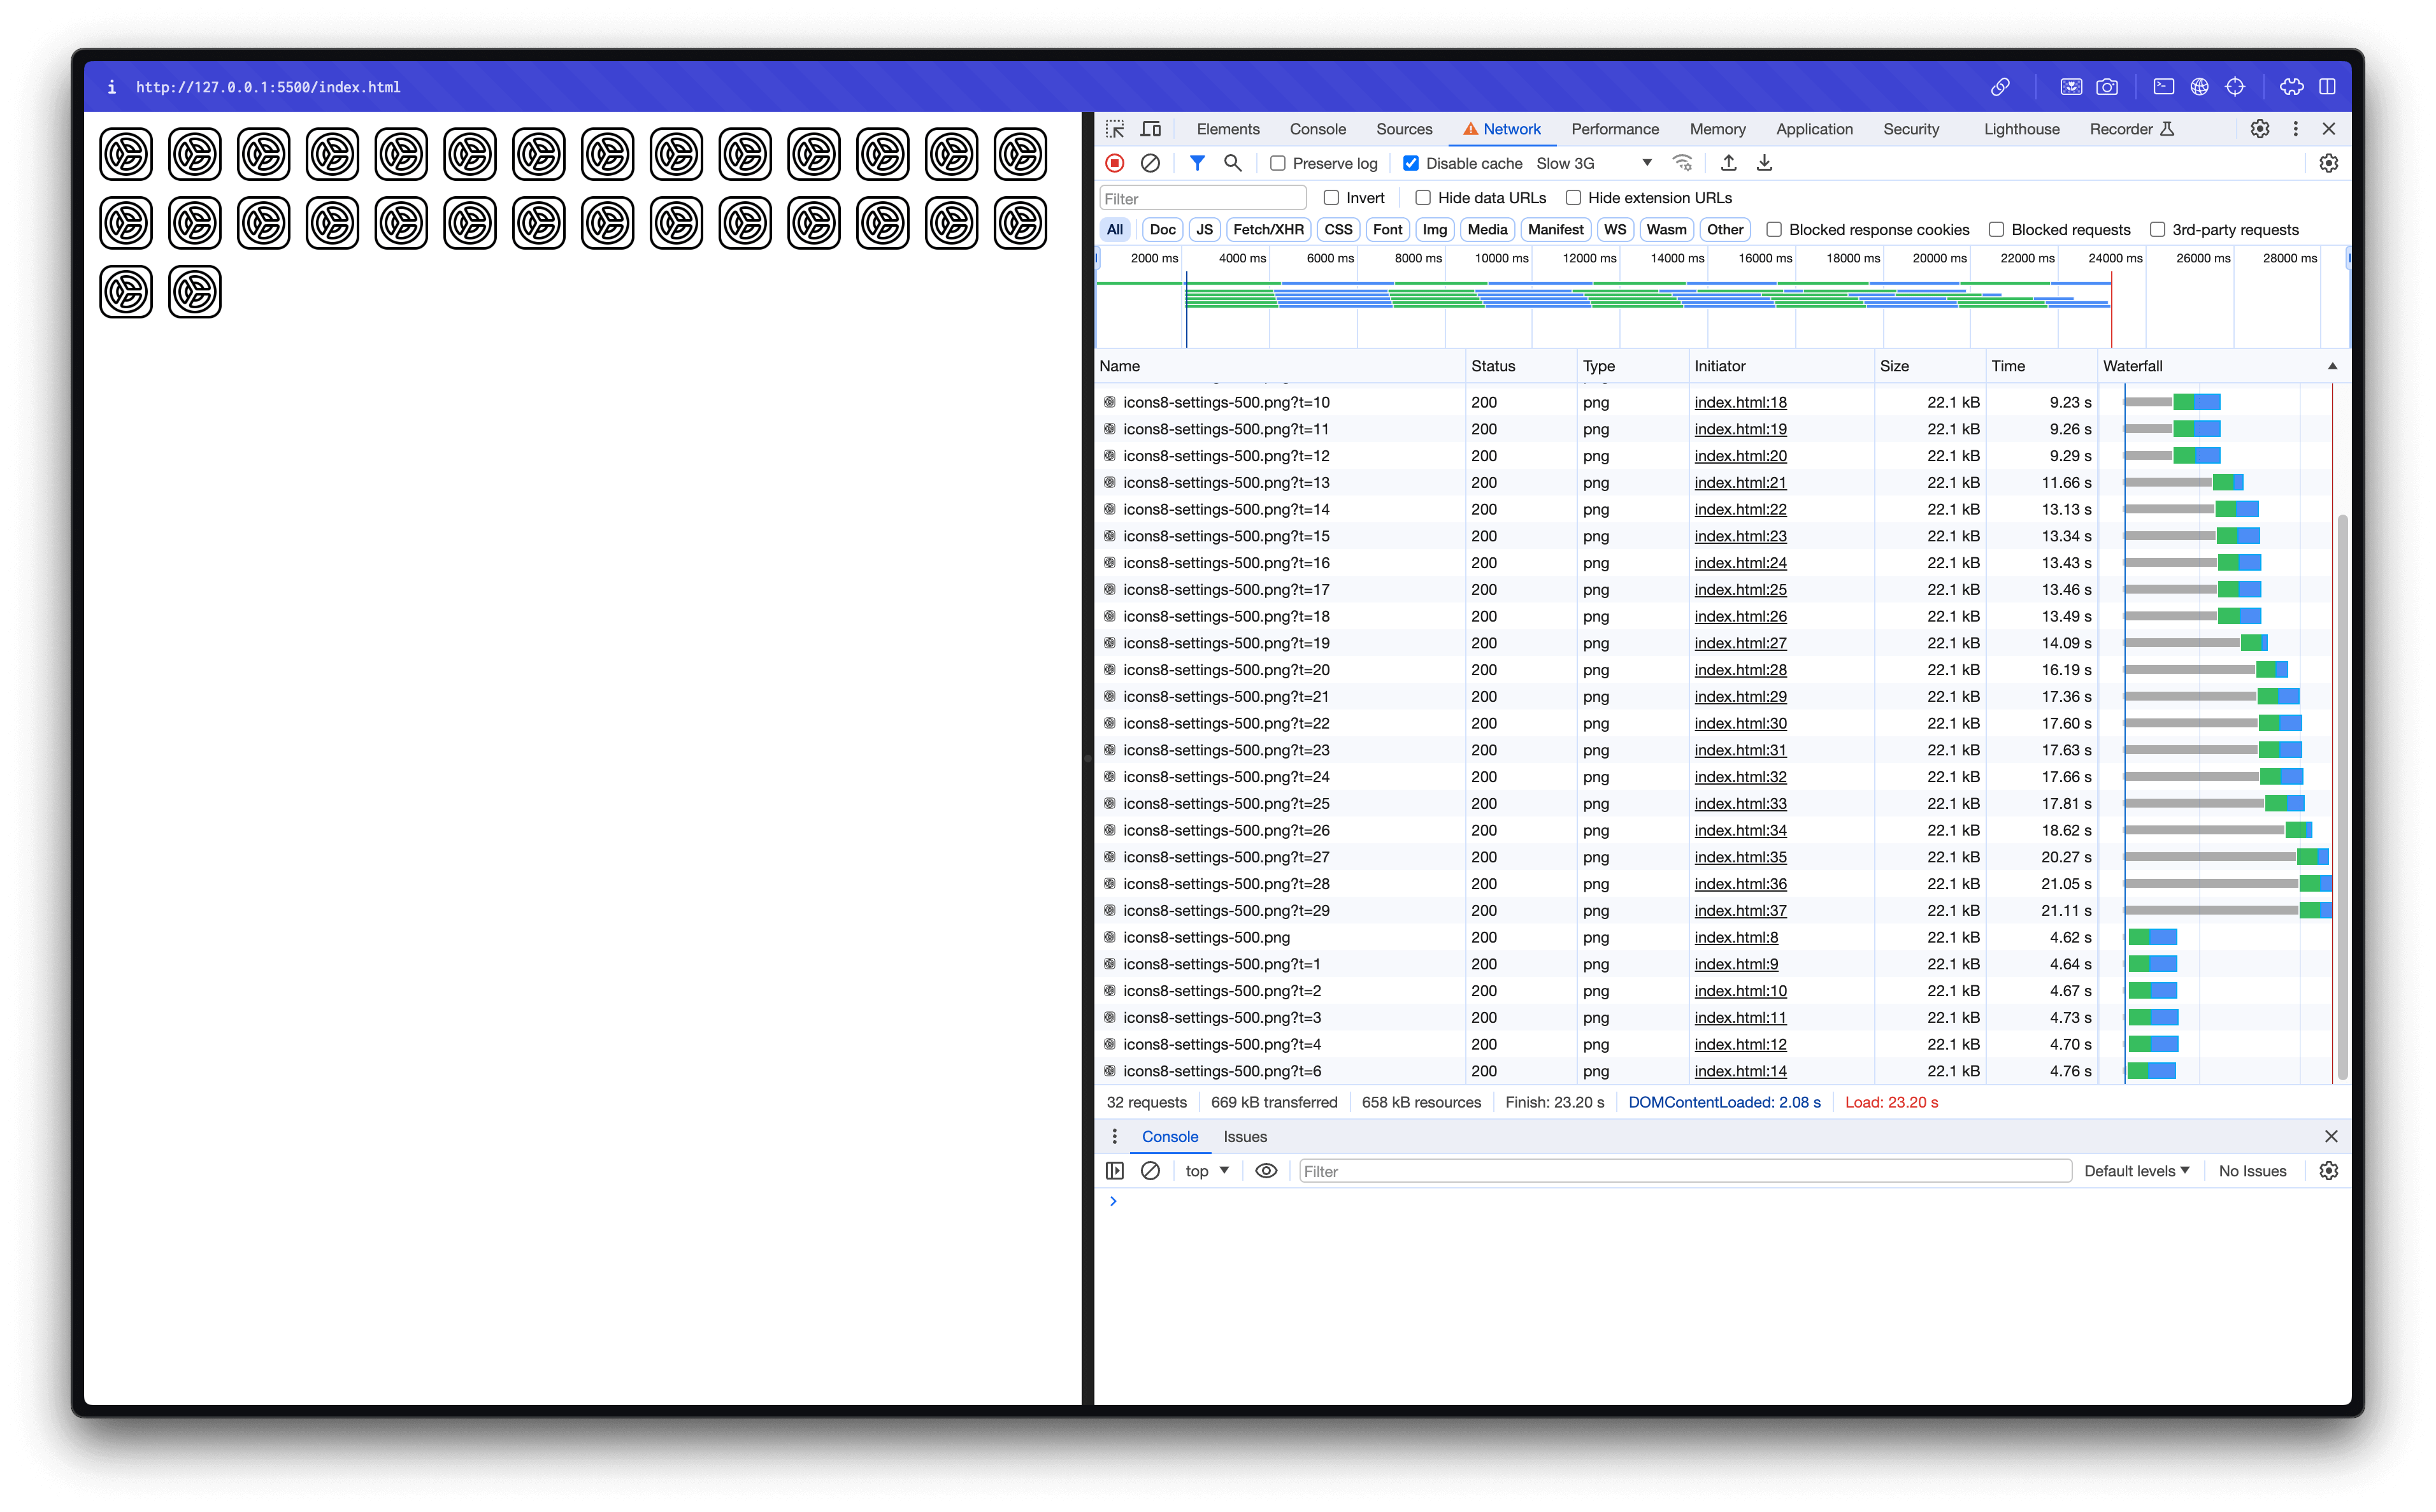 i http://127.0.0.1:5500/index.html
Elements Console Sources Network Performance Memory Application Security Lighthouse Recorder
Preserve log Disable cache Slow 3G
Filter Invert Hide data URLs Hide extension URLs
All Doc JS Fetch/XHR CSS Font Img Media Manifest WS Wasm Other Blocked response cookies Blocked requests 3rd-party requests
2000 ms 4000 ms 6000 ms 8000 ms 10000 ms 12000 ms 14000 ms 16000 ms 18000 ms 20000 ms 22000 ms 24000 ms 26000 ms 28000 ms
Name Status Type Initiator Size Time Waterfall
icons8-settings-500.png?t=10 200 png index.html:18 22.1 kB 9.23 s
icons8-settings-500.png?t=11 200 png index.html:19 22.1 kB 9.26 s
icons8-settings-500.png?t=12 200 png index.html:20 22.1 kB 9.29 s
icons8-settings-500.png?t=13 200 png index.html:21 22.1 kB 11.66 s
icons8-settings-500.png?t=14 200 png index.html:22 22.1 kB 13.13 s
icons8-settings-500.png?t=15 200 png index.html:23 22.1 kB 13.34 s
icons8-settings-500.png?t=16 200 png index.html:24 22.1 kB 13.43 s
icons8-settings-500.png?t=17 200 png index.html:25 22.1 kB 13.46 s
icons8-settings-500.png?t=18 200 png index.html:26 22.1 kB 13.49 s
icons8-settings-500.png?t=19 200 png index.html:27 22.1 kB 14.09 s
icons8-settings-500.png?t=20 200 png index.html:28 22.1 kB 16.19 s
icons8-settings-500.png?t=21 200 png index.html:29 22.1 kB 17.36 s
icons8-settings-500.png?t=22 200 png index.html:30 22.1 kB 17.60 s
icons8-settings-500.png?t=23 200 png index.html:31 22.1 kB 17.63 s
icons8-settings-500.png?t=24 200 png index.html:32 22.1 kB 17.66 s
icons8-settings-500.png?t=25 200 png index.html:33 22.1 kB 17.81 s
icons8-settings-500.png?t=26 200 png index.html:34 22.1 kB 18.62 s
icons8-settings-500.png?t=27 200 png index.html:35 22.1 kB 20.27 s
icons8-settings-500.png?t=28 200 png index.html:36 22.1 kB 21.05 s
icons8-settings-500.png?t=29 200 png index.html:37 22.1 kB 21.11 s
icons8-settings-500.png 200 png index.html:8 22.1 kB 4.62 s
icons8-settings-500.png?t=1 200 png index.html:9 22.1 kB 4.64 s
icons8-settings-500.png?t=2 200 png index.html:10 22.1 kB 4.67 s
icons8-settings-500.png?t=3 200 png index.html:11 22.1 kB 4.73 s
icons8-settings-500.png?t=4 200 png index.html:12 22.1 kB 4.70 s
icons8-settings-500.png?t=6 200 png index.html:14 22.1 kB 4.76 s
32 requests 669 kB transferred 658 kB resources Finish: 23.20 s DOMContentLoaded: 2.08 s Load: 23.20 s
Console Issues
top Filter Default levels No Issues